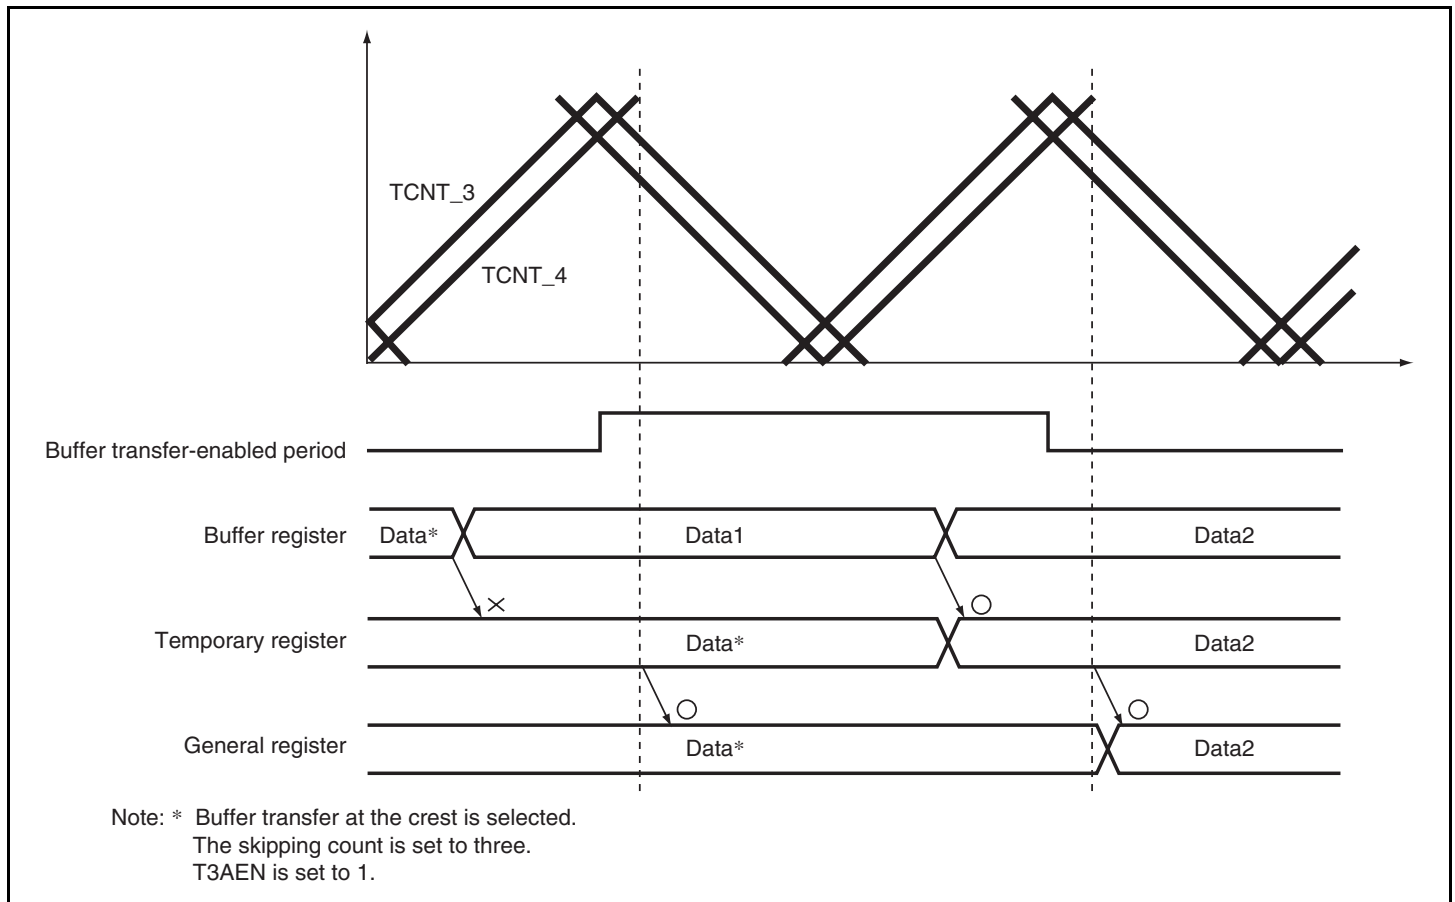 TCNT_3
TCNT_4
Buffer transfer-enabled period
Buffer register
Data*
Data1
Data2
Temporary register
Data*
Data2
General register
Data*
Data2
Note: * Buffer transfer at the crest is selected.
The skipping count is set to three.
T3AEN is set to 1.